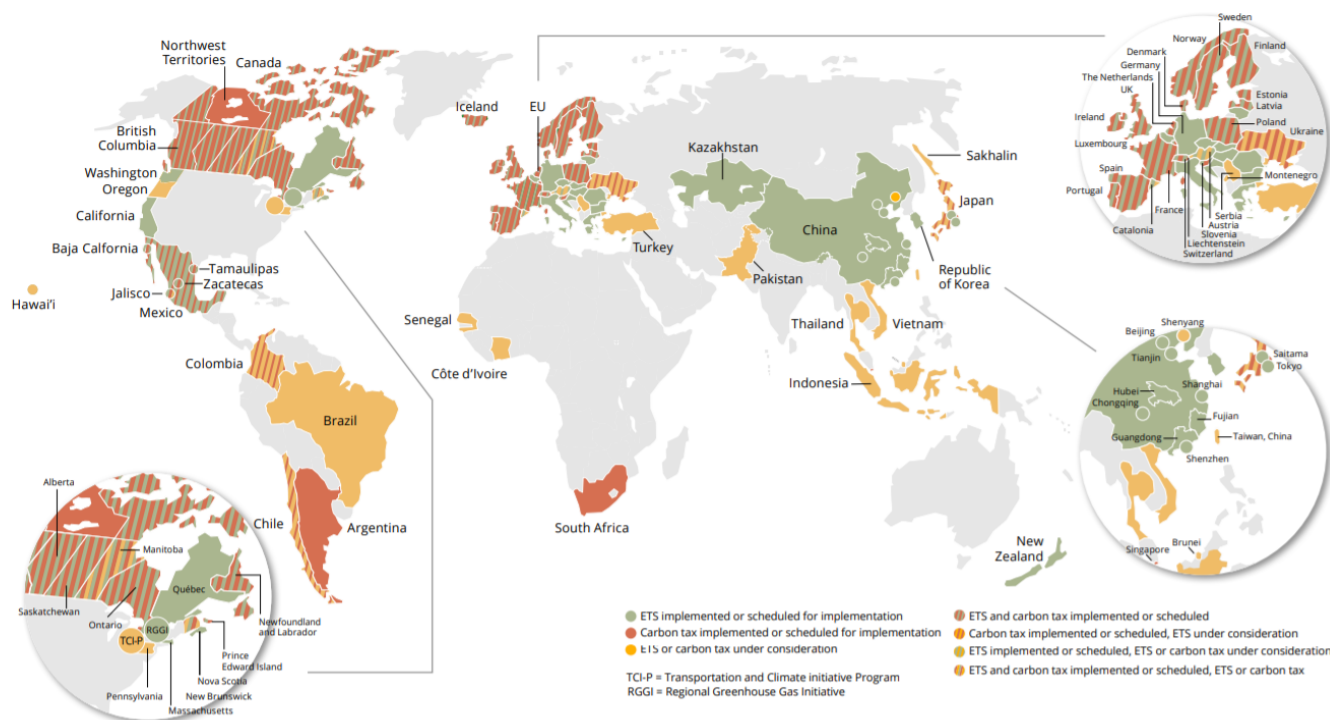 Northwest
Territories
Canada
British
Columbia
Washington
Oregon
California
Baja Calfornia
Tamaulipas
Zacatecas
Jalisco
Mexico
Hawai'i
Colombia
Brazil
Chile
Argentina
Iceland
EU
Kazakhstan
Turkey
Senegal
Côte d'Ivoire
South Africa
China
Pakistan
Sakhalin
Japan
Republic
of Korea
Thailand
Vietnam
Indonesia
New
Zealand
Sweden
Norway
Finland
Denmark
Germany
The Netherlands
UK
Ireland
Luxembourg
Spain
Portugal
Catalonia
France
Estonia
Latvia
Poland
Ukraine
Montenegro
Serbia
Austria
Slovenia
Liechtenstein
Switzerland
Beijing
Shenyang
Tianjin
Saitama
Tokyo
Hubei
Chongqing
Shanghai
Fujian
Guangdong
Taiwan, China
Shenzhen
Singapore
Brunei
Alberta
Manitoba
Québec
Saskatchewan
Ontario
Newfoundland
and Labrador
TCI-P
RGGI
Prince
Edward Island
Nova Scotia
Pennsylvania
New Brunswick
Massachusetts
ETS implemented or scheduled for implementation
Carbon tax implemented or scheduled for implementation
ETS or carbon tax under consideration
ETS and carbon tax implemented or scheduled
Carbon tax implemented or scheduled, ETS under consideration
ETS implemented or scheduled, ETS or carbon tax under consideration
ETS and carbon tax implemented or scheduled, ETS or carbon tax
TCI-P = Transportation and Climate initiative Program
RGGI = Regional Greenhouse Gas Initiative